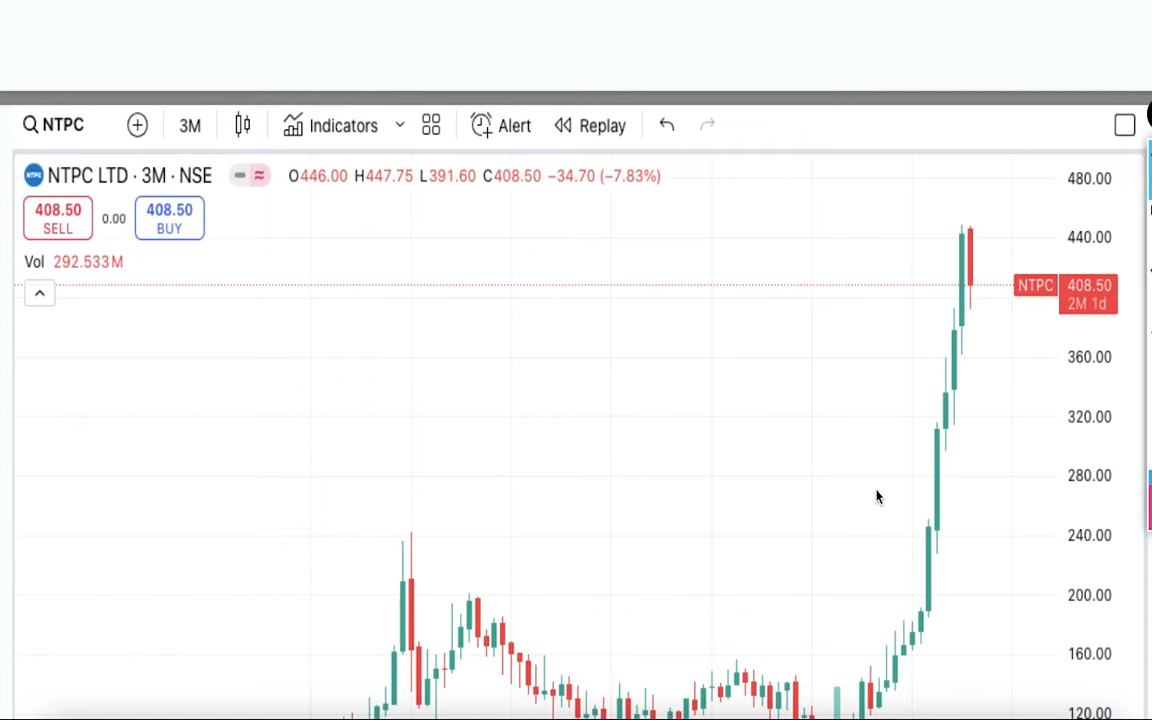 NTPC 3M Indicators Alert Replay
NTPC NTPC LTD · 3M · NSE O446.00 H447.75 L391.60 C408.50 −34.70 (−7.83%)
408.50 SELL 0.00 408.50 BUY
Vol 292.533M
480.00
440.00
NTPC 408.50
2M 1d
360.00
320.00
280.00
240.00
200.00
160.00
120.00